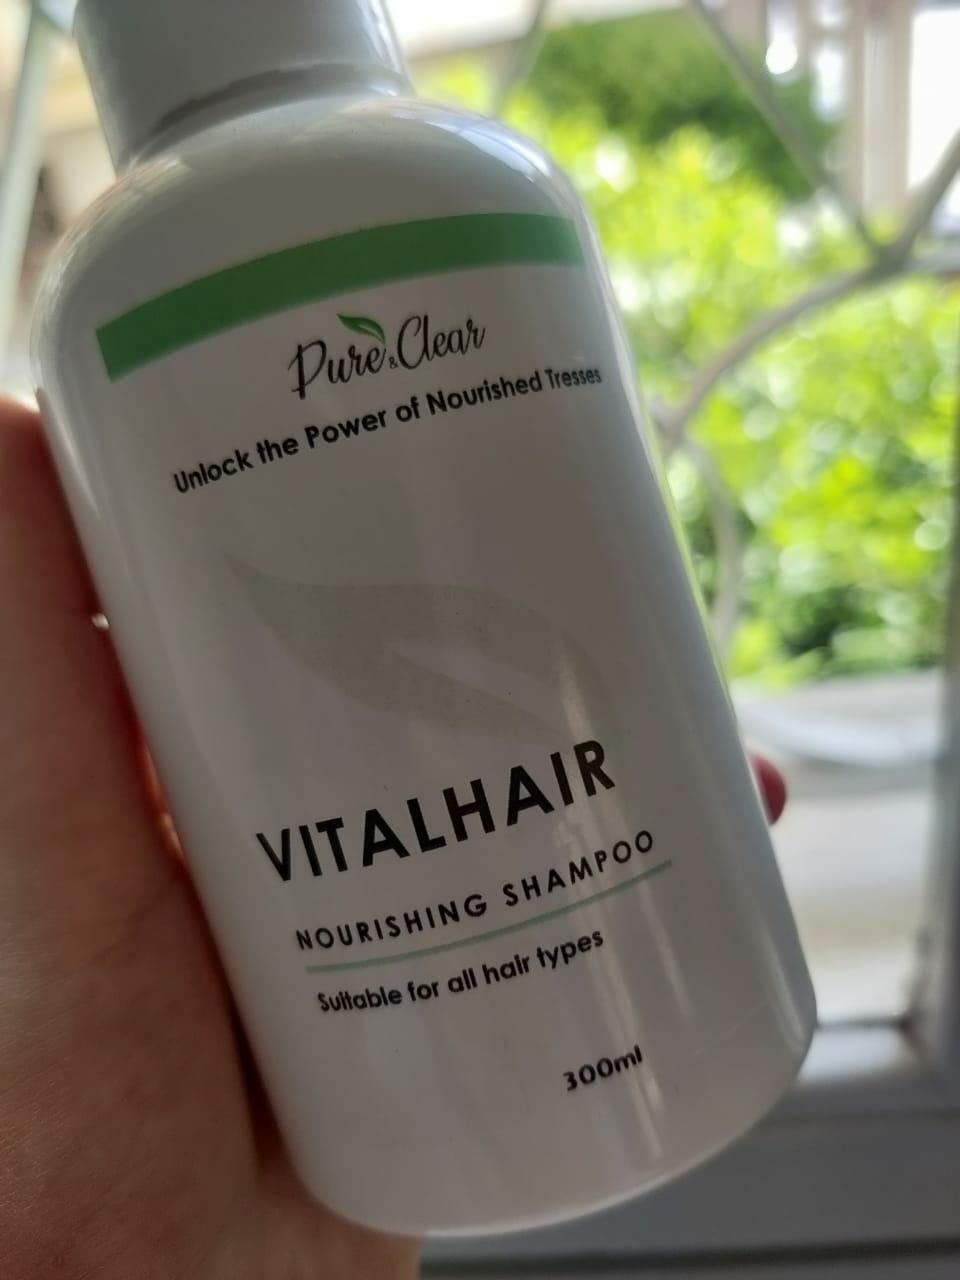 Pure & Clear
Unlock the Power of Nourished Tresses
VITALHAIR
NOURISHING SHAMPOO
Suitable for all hair types
300ml